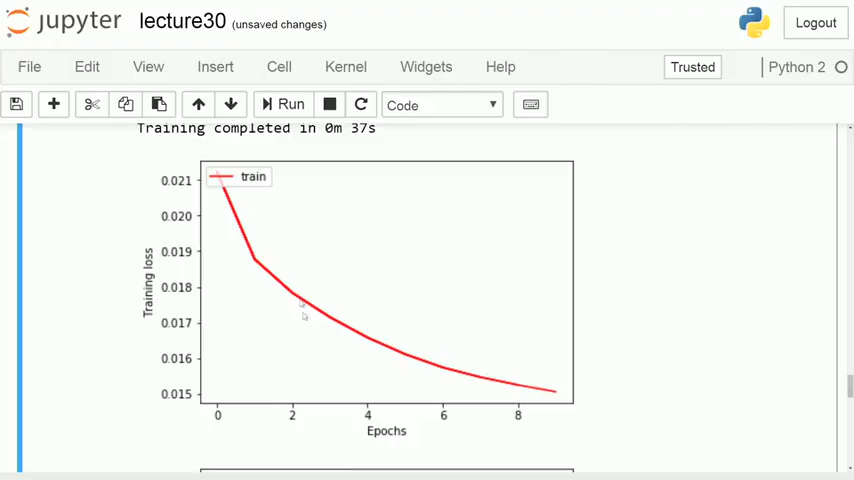 jupyter lecture30 (unsaved changes) Logout
File Edit View Insert Cell Kernel Widgets Help Trusted Python 2
Run Code
Training completed in 0m 37s
train
0.021
0.020
0.019
0.018
0.017
0.016
0.015
Training loss
0 2 4 6 8
Epochs